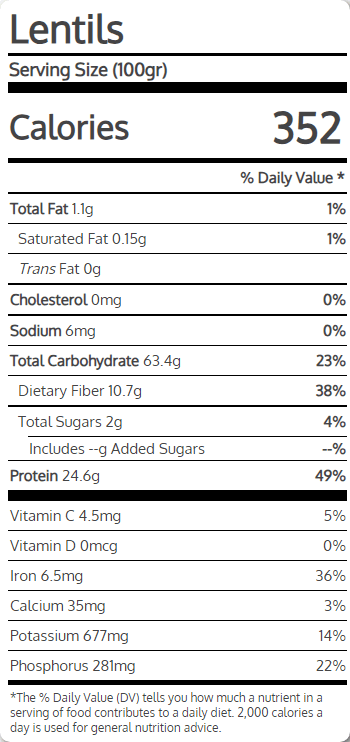 Lentils
Serving Size (100gr)
Calories 352
% Daily Value *
Total Fat 1.1g 1%
Saturated Fat 0.15g 1%
Trans Fat 0g
Cholesterol 0mg 0%
Sodium 6mg 0%
Total Carbohydrate 63.4g 23%
Dietary Fiber 10.7g 38%
Total Sugars 2g 4%
Includes --g Added Sugars --%
Protein 24.6g 49%
Vitamin C 4.5mg 5%
Vitamin D 0mcg 0%
Iron 6.5mg 36%
Calcium 35mg 3%
Potassium 677mg 14%
Phosphorus 281mg 22%
*The % Daily Value (DV) tells you how much a nutrient in a
serving of food contributes to a daily diet. 2,000 calories a
day is used for general nutrition advice.